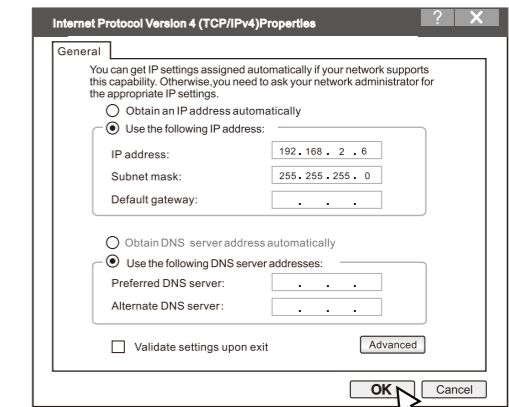 Internet Protocol Version 4 (TCP/IPv4)Properties ? X
General
You can get IP settings assigned automatically if your network supports
this capability. Otherwise,you need to ask your network administrator for
the appropriate IP settings.
Obtain an IP address automatically
Use the following IP address:
IP address: 192.168. 2 .6
Subnet mask: 255.255.255. 0
Default gateway: . . .
Obtain DNS server address automatically
Use the following DNS server addresses:
Preferred DNS server: . . .
Alternate DNS server: . . .
Validate settings upon exit Advanced
OK Cancel